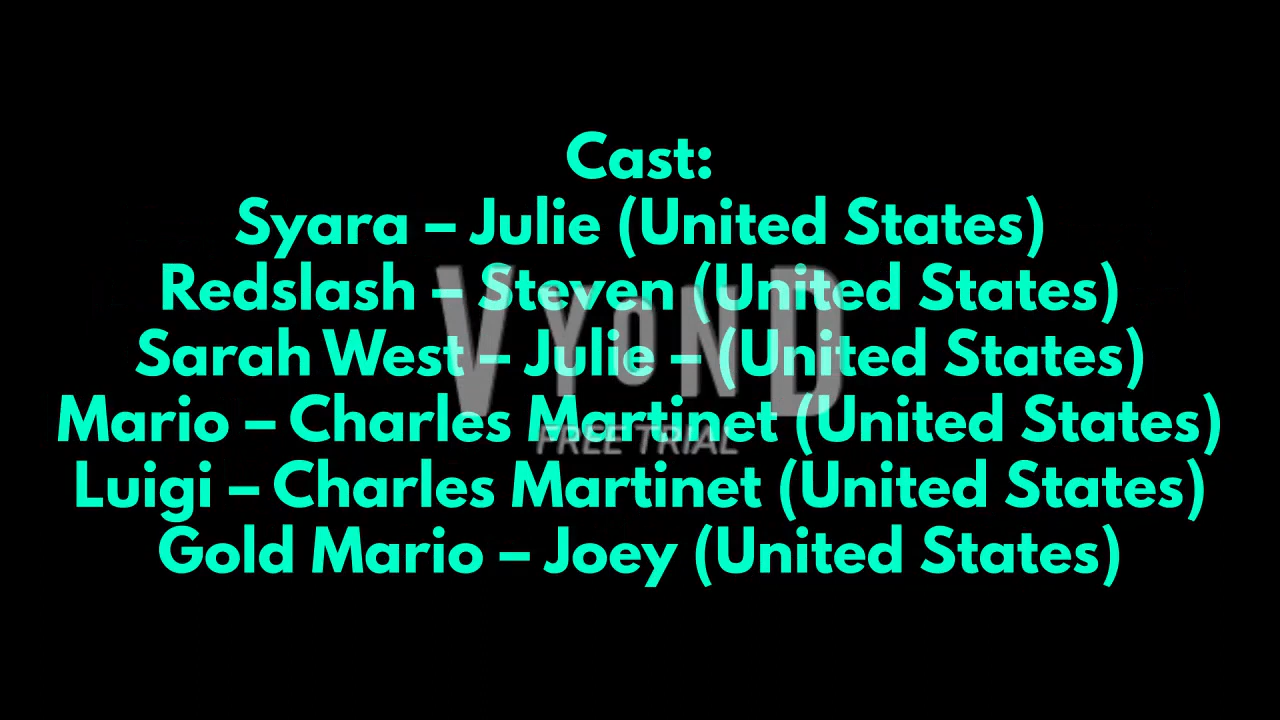 Cast:
Syara – Julie (United States)
Redslash – Steven (United States)
Sarah West – Julie – (United States)
Mario – Charles Martinet (United States)
Luigi – Charles Martinet (United States)
Gold Mario – Joey (United States)
VYOND
FREE TRIAL